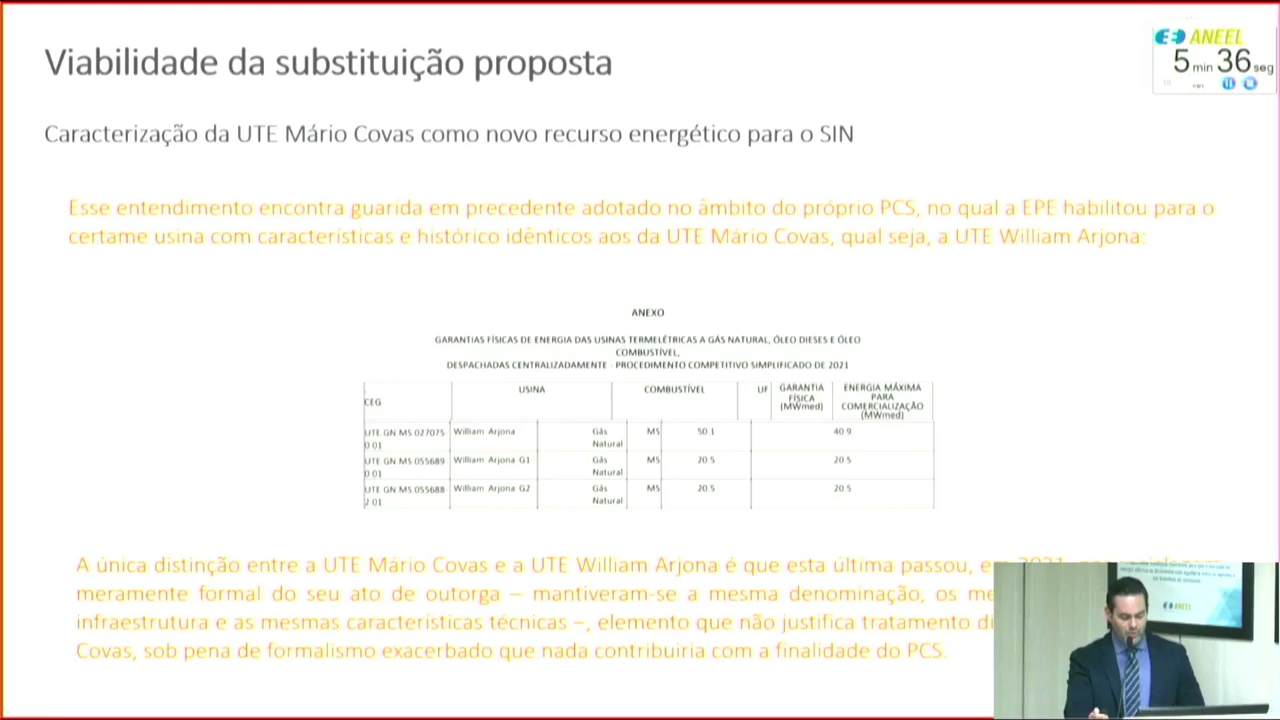 Viabilidade da substituição proposta
ANEEL
5 min 36 seg
Caracterização da UTE Mário Covas como novo recurso energético para o SIN
Esse entendimento encontra guarida em precedente adotado no âmbito do próprio PCS, no qual a EPE habilitou para o
certame usina com características e histórico idênticos aos da UTE Mário Covas, qual seja, a UTE William Arjona:
ANEXO
GARANTIAS FÍSICAS DE ENERGIA DAS USINAS TERMELÉTRICAS A GÁS NATURAL, ÓLEO DIESES E ÓLEO
COMBUSTÍVEL,
DESPACHADAS CENTRALIZADAMENTE - PROCEDIMENTO COMPETITIVO SIMPLIFICADO DE 2021
CEG USINA COMBUSTÍVEL UF GARANTIA FÍSICA (MWmed) ENERGIA MÁXIMA PARA COMERCIALIZAÇÃO (MWmed)
UTE GN MS 027075 0 01 William Arjona Gás Natural MS 50 1 40 9
UTE GN MS 055689 0 01 William Arjona G1 Gás Natural MS 20 5 20 5
UTE GN MS 055688 2 01 William Arjona G2 Gás Natural MS 20 5 20 5
A única distinção entre a UTE Mário Covas e a UTE William Arjona é que esta última passou,
meramente formal do seu ato de – mantiveram-se a mesma denominação, os
infraestrutura e as mesmas características técnicas –, elemento que não justifica tratamento
Covas, sob pena de formalismo exacerbado que nada contribuiria com a finalidade do PCS.
ANEEL